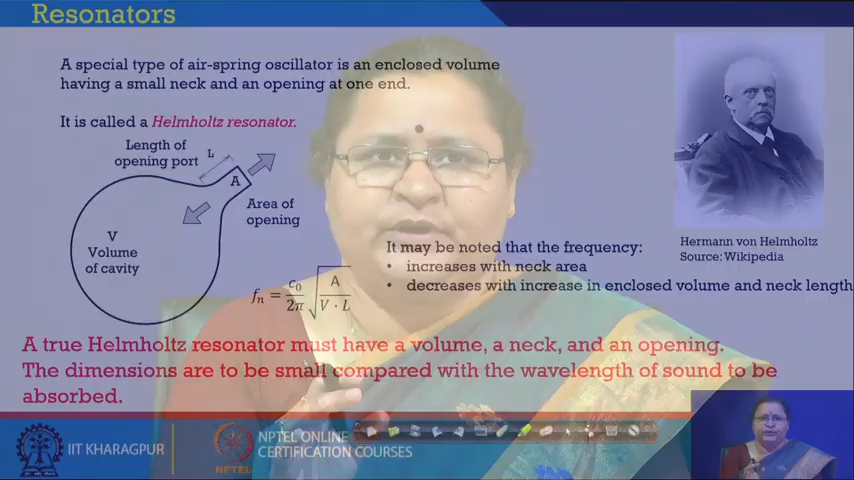 Resonators
A special type of air-spring oscillator is an enclosed volume
having a small neck and an opening at one end.
It is called a Helmholtz resonator.
Length of
opening port
L
A
Area of
opening
V
Volume
of cavity
Hermann von Helmholtz
Source: Wikipedia
It may be noted that the frequency:
• increases with neck area
• decreases with increase in enclosed volume and neck length
fₙ = c₀/2π √(A/V · L)
A true Helmholtz resonator must have a volume, a neck, and an opening.
The dimensions are to be small compared with the wavelength of sound to be
absorbed.
IIT KHARAGPUR
NPTEL
NPTEL ONLINE
CERTIFICATION COURSES